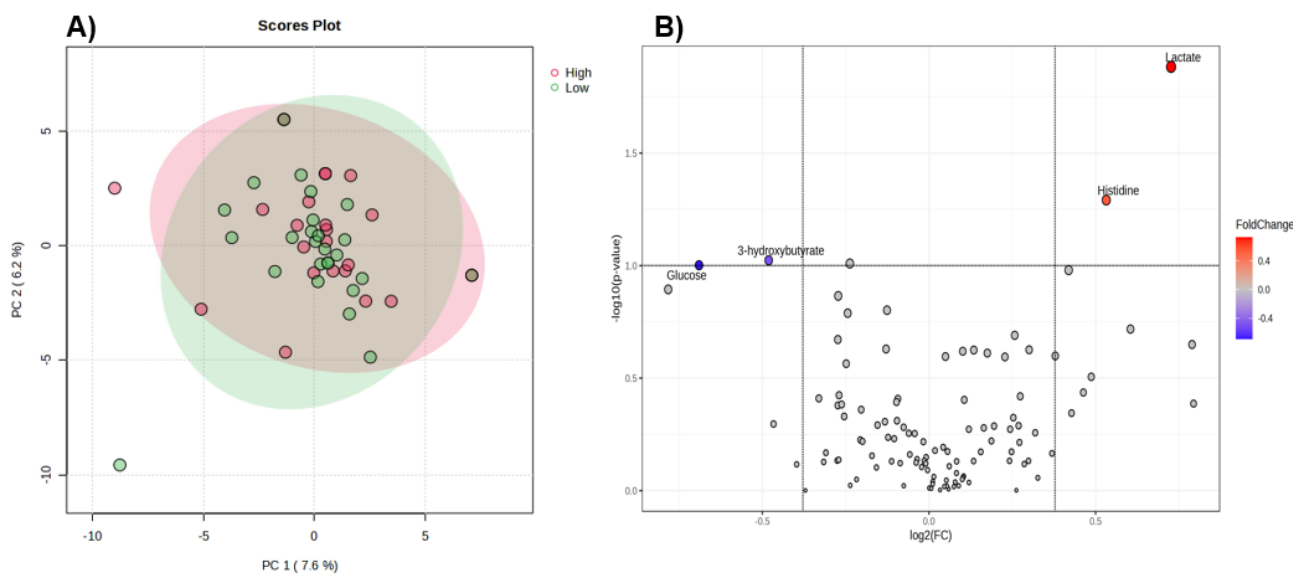 A)
Scores Plot
High
Low
5
0
-5
-10
PC 2 ( 6.2 %)
-10
-5
0
5
PC 1 ( 7.6 %)
B)
Lactate
Histidine
3-hydroxybutyrate
Glucose
1.5
1.0
0.5
0.0
-log10(p-value)
-0.5
0.0
0.5
log2(FC)
FoldChange
0.4
0.0
-0.4